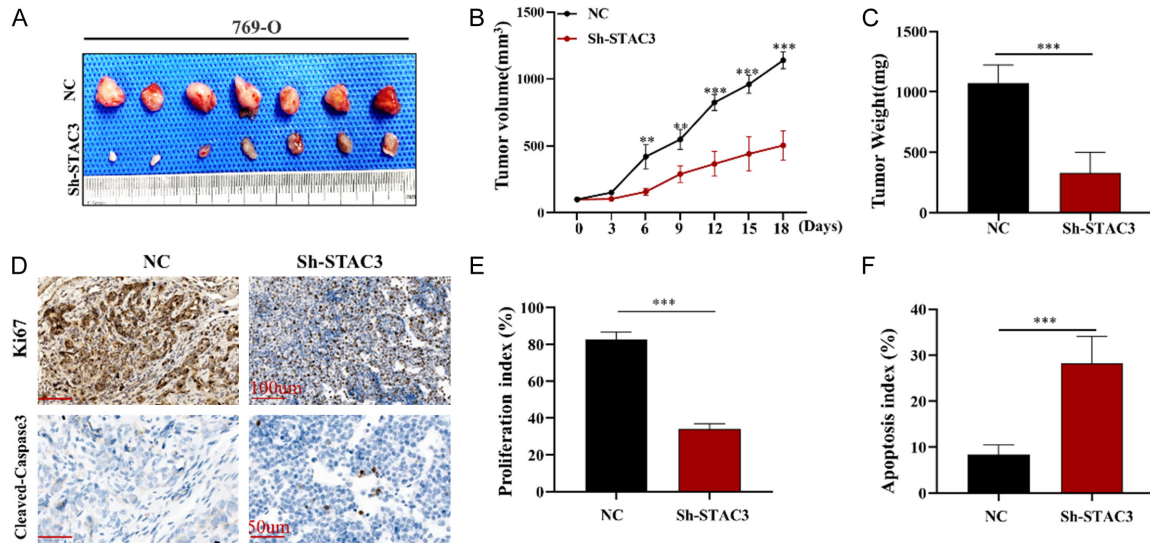 A
769-O
NC
Sh-STAC3
mm
B
NC
Sh-STAC3
Tumor volume(mm³)
1500
1000
500
0
**
**
***
***
***
0 3 6 9 12 15 18 (Days)
C
Tumor Weight(mg)
1500
1000
500
0
***
NC Sh-STAC3
D
NC Sh-STAC3
Ki67
100um
Cleaved-Caspase3
50um
E
Proliferation index (%)
100
80
60
40
20
0
***
NC Sh-STAC3
F
Apoptosis index (%)
40
30
20
10
0
***
NC Sh-STAC3